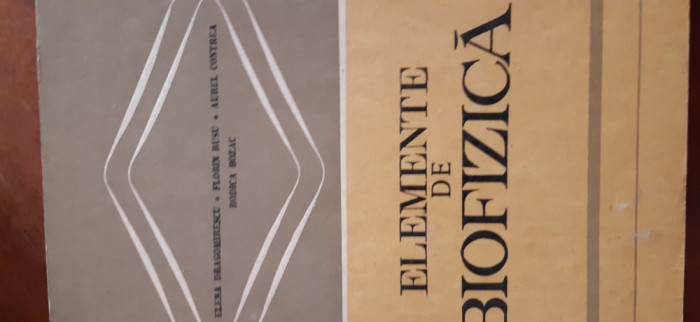 ELENA DRAGOMIRESCU • FLORIN RUSU • AUREL CONTREA
RODICA BOZAC
ELEMENTE
DE
BIOFIZICĂ